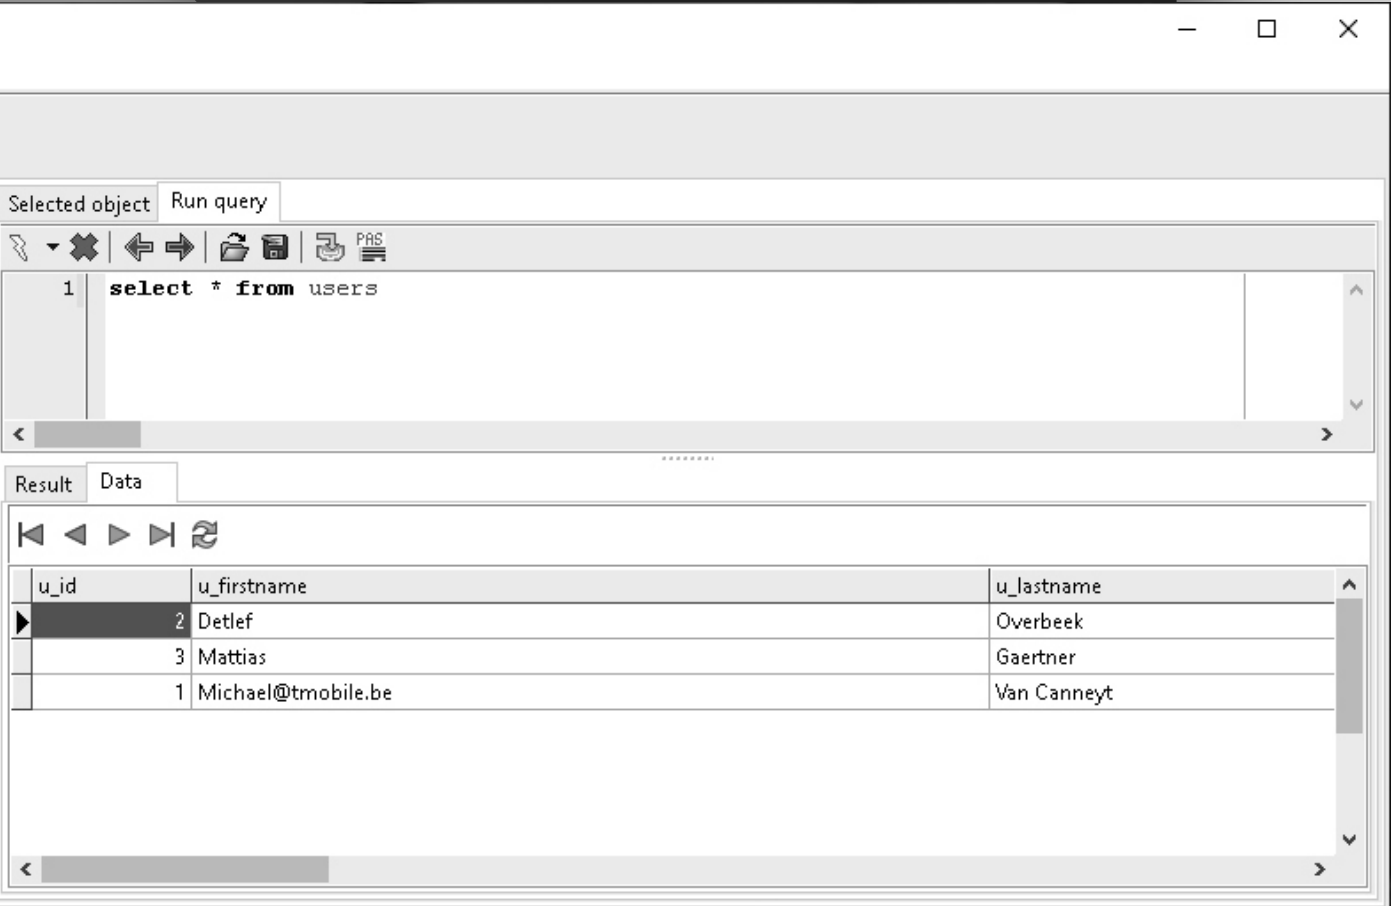 Selected object Run query
PAS
1 select * from users
Result Data
u_id u_firstname u_lastname
2 Detlef Overbeek
3 Mattias Gaertner
1 Michael@tmobile.be Van Canneyt